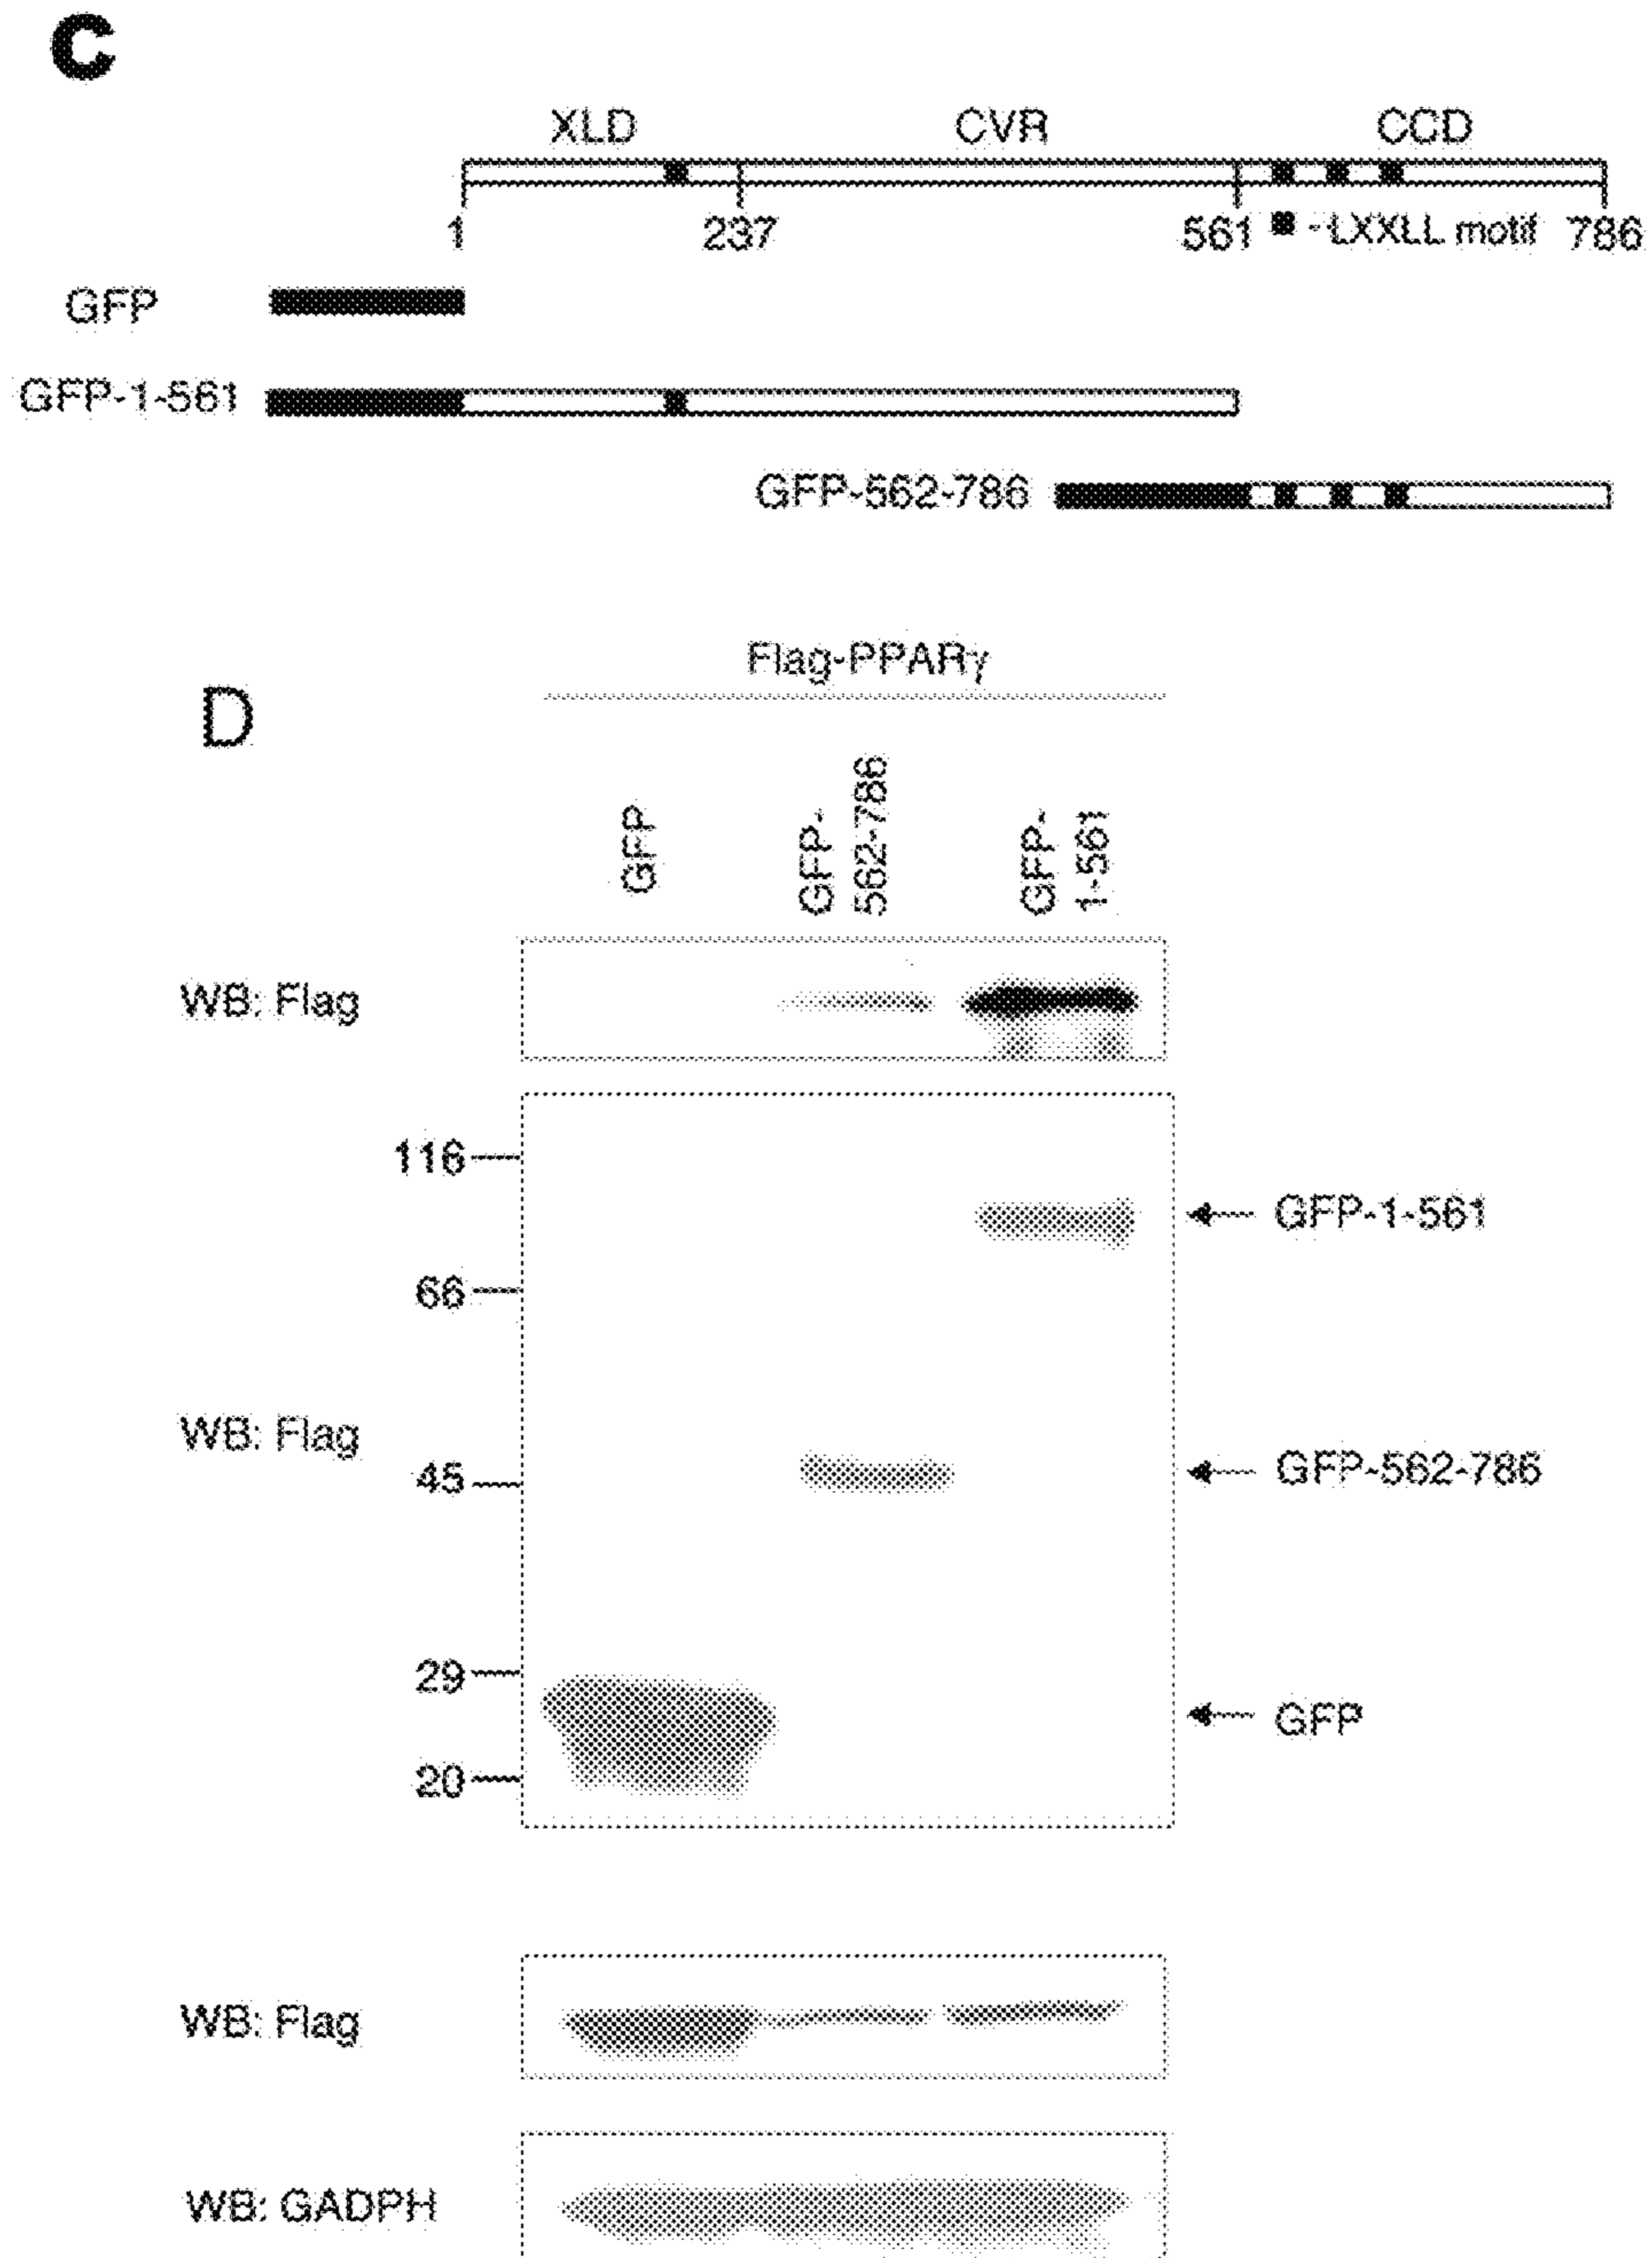 C
XLD CVR CCD
1 237 561 - LXXLL motif 786
GFP
GFP-1-561
GFP-562-786
D
Flag-PPARγ
GFP
GFP-
562-786
GFP-
1-561
WB: Flag
116
GFP-1-561
66
WB: Flag
45
GFP-562-786
29
GFP
20
WB: Flag
WB: GADPH